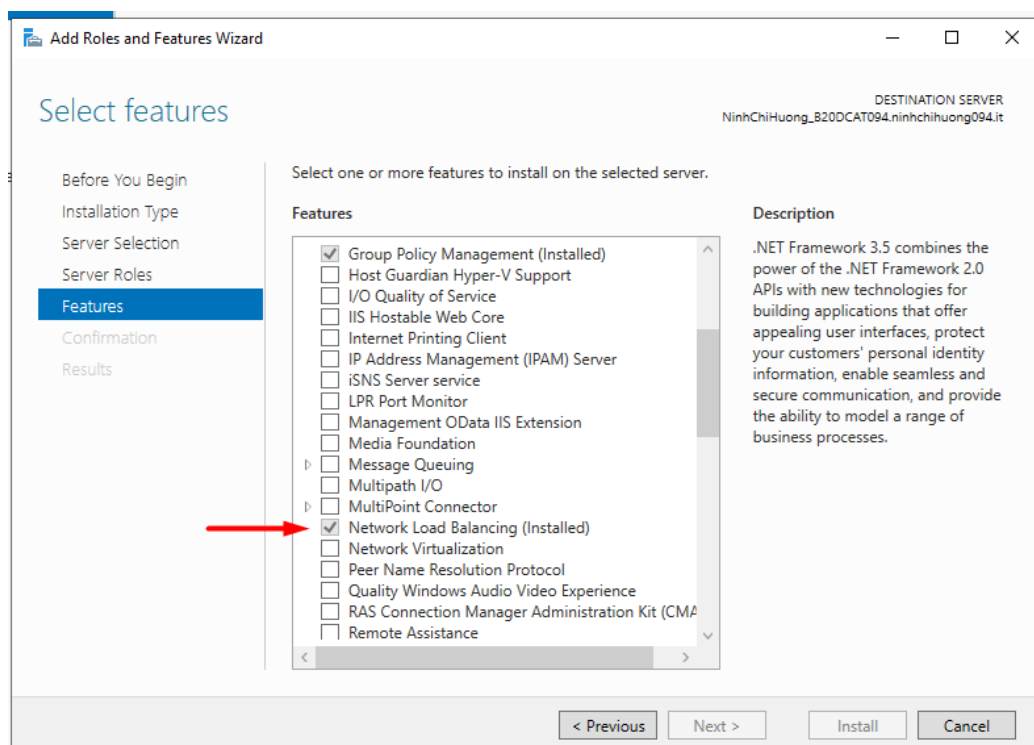 Add Roles and Features Wizard
Select features
DESTINATION SERVER
NinhChiHuong_B20DCAT094.ninhchihuong094.it
Before You Begin
Installation Type
Server Selection
Server Roles
Features
Confirmation
Results
Select one or more features to install on the selected server.
Features
Group Policy Management (Installed)
Host Guardian Hyper-V Support
I/O Quality of Service
IIS Hostable Web Core
Internet Printing Client
IP Address Management (IPAM) Server
iSNS Server service
LPR Port Monitor
Management OData IIS Extension
Media Foundation
Message Queuing
Multipath I/O
MultiPoint Connector
Network Load Balancing (Installed)
Network Virtualization
Peer Name Resolution Protocol
Quality Windows Audio Video Experience
RAS Connection Manager Administration Kit (CMA
Remote Assistance
Description
.NET Framework 3.5 combines the
power of the .NET Framework 2.0
APIs with new technologies for
building applications that offer
appealing user interfaces, protect
your customers' personal identity
information, enable seamless and
secure communication, and provide
the ability to model a range of
business processes.
< Previous
Next >
Install
Cancel